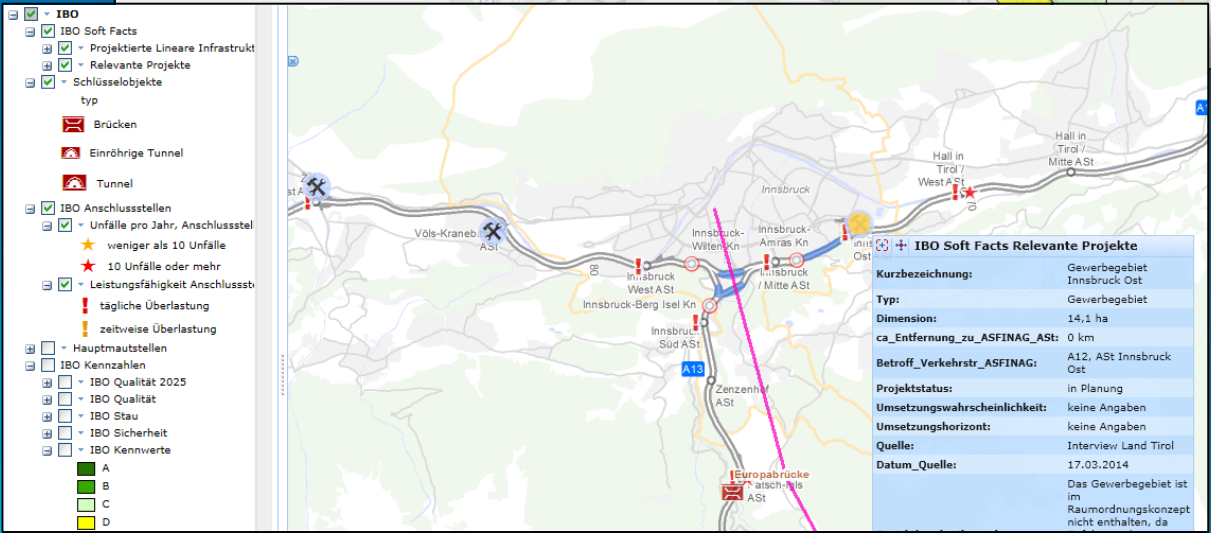 IBO
IBO Soft Facts
Projektierte Lineare Infrastrukt
Relevante Projekte
Schlüsselobjekte
typ
Brücken
Einröhrige Tunnel
Tunnel
IBO Anschlussstellen
Unfälle pro Jahr, Anschlusstell
weniger als 10 Unfälle
10 Unfälle oder mehr
Leistungsfähigkeit Anschlussste
tägliche Überlastung
zeitweise Überlastung
Hauptmautstellen
IBO Kennzahlen
IBO Qualität 2025
IBO Qualität
IBO Stau
IBO Sicherheit
IBO Kennwerte
A
B
C
D
Völs-Kraneb.
ASt
80
Innsbruck
West ASt
Innsbruck-Berg Isel Kn
Innsbruck
Innsbruck-
Wilten Kn
Innsbruck-
Amras Kn
Innsbruck
/ Mitte ASt
Hall in
Tirol /
West ASt
Hall in
Tirol /
Mitte ASt
Süd ASt
A13
Zenzenhof
ASt
Europabrücke
ASt
IBO Soft Facts Relevante Projekte
Kurzbezeichnung: Gewerbegebiet
Innsbruck Ost
Typ: Gewerbegebiet
Dimension: 14,1 ha
ca_Entfernung_zu_ASFINAG_ASt: 0 km
Betroff_Verkehrstr_ASFINAG: A12, ASt Innsbruck
Ost
Projektstatus: in Planung
Umsetzungswahrscheinlichkeit: keine Angaben
Umsetzungshorizont: keine Angaben
Quelle: Interview Land Tirol
Datum_Quelle: 17.03.2014
Das Gewerbegebiet ist
im
Raumordnungskonzept
nicht enthalten, da